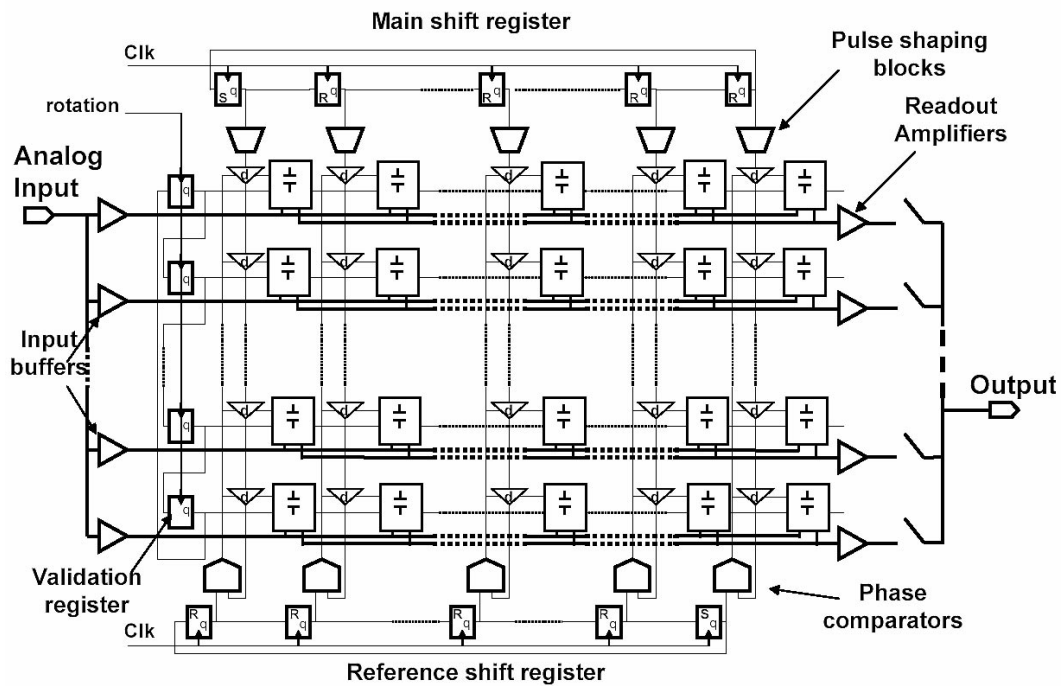 Main shift register
Clk
Pulse shaping
blocks
S q
R q
R q
R q
R q
rotation
Readout
Amplifiers
Analog
Input
d
d
d
d
d
q
d
d
d
d
d
q
Input
buffers
Output
d
d
d
d
d
q
d
d
d
d
d
q
Validation
register
Phase
comparators
R q
R q
R q
R q
S q
Clk
Reference shift register